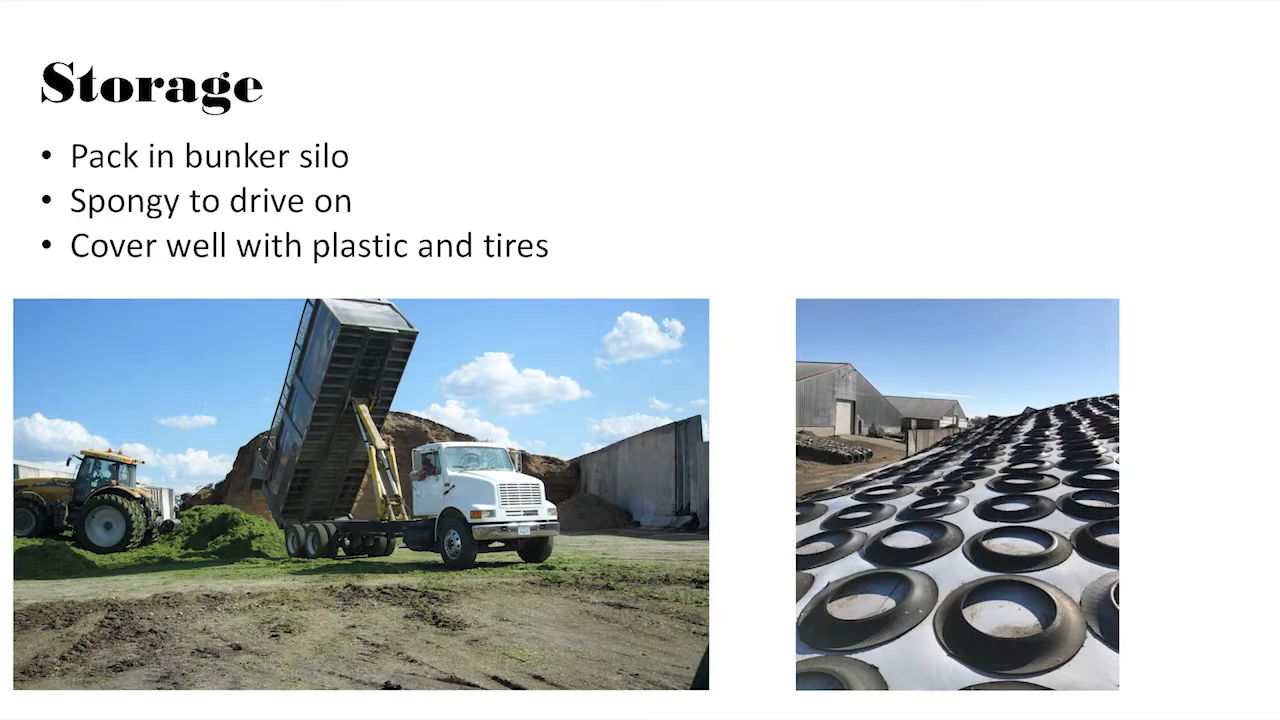 Storage
• Pack in bunker silo
• Spongy to drive on
• Cover well with plastic and tires